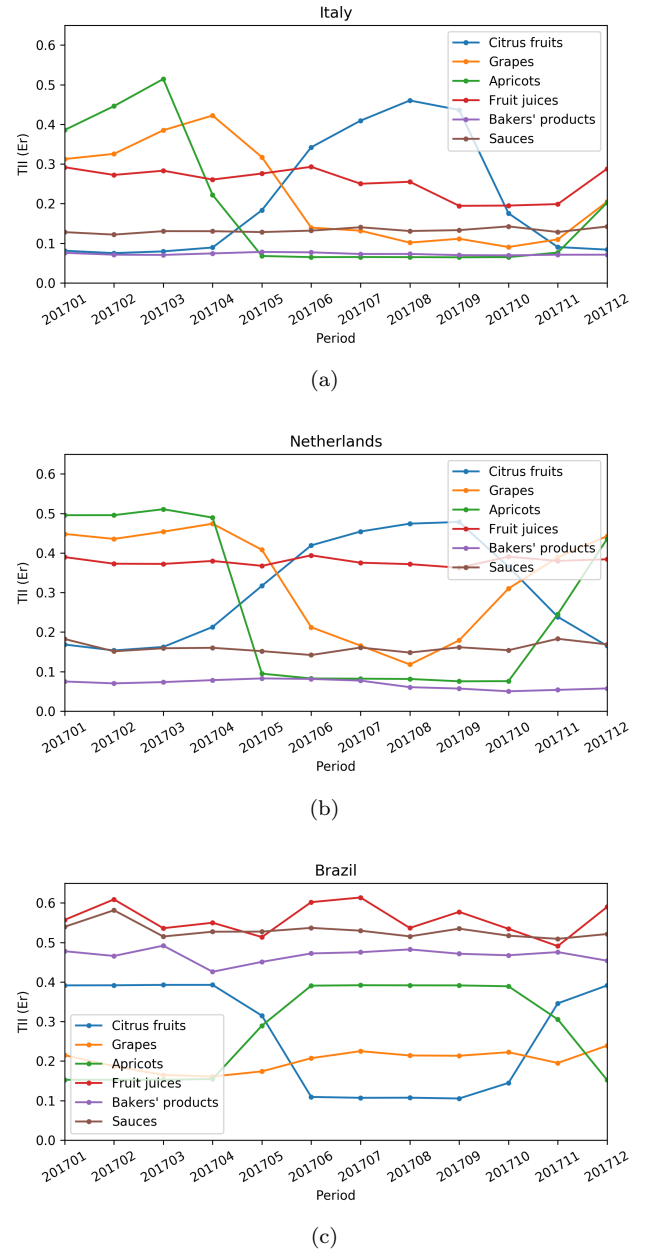 Italy
0.6
0.5
0.4
0.3
0.2
0.1
0.0
TII (Er)
Citrus fruits
Grapes
Apricots
Fruit juices
Bakers' products
Sauces
201701 201702 201703 201704 201705 201706 201707 201708 201709 201710 201711 201712
Period
(a)
Netherlands
0.6
0.5
0.4
0.3
0.2
0.1
0.0
TII (Er)
Citrus fruits
Grapes
Apricots
Fruit juices
Bakers' products
Sauces
201701 201702 201703 201704 201705 201706 201707 201708 201709 201710 201711 201712
Period
(b)
Brazil
0.6
0.5
0.4
0.3
0.2
0.1
0.0
TII (Er)
Citrus fruits
Grapes
Apricots
Fruit juices
Bakers' products
Sauces
201701 201702 201703 201704 201705 201706 201707 201708 201709 201710 201711 201712
Period
(c)